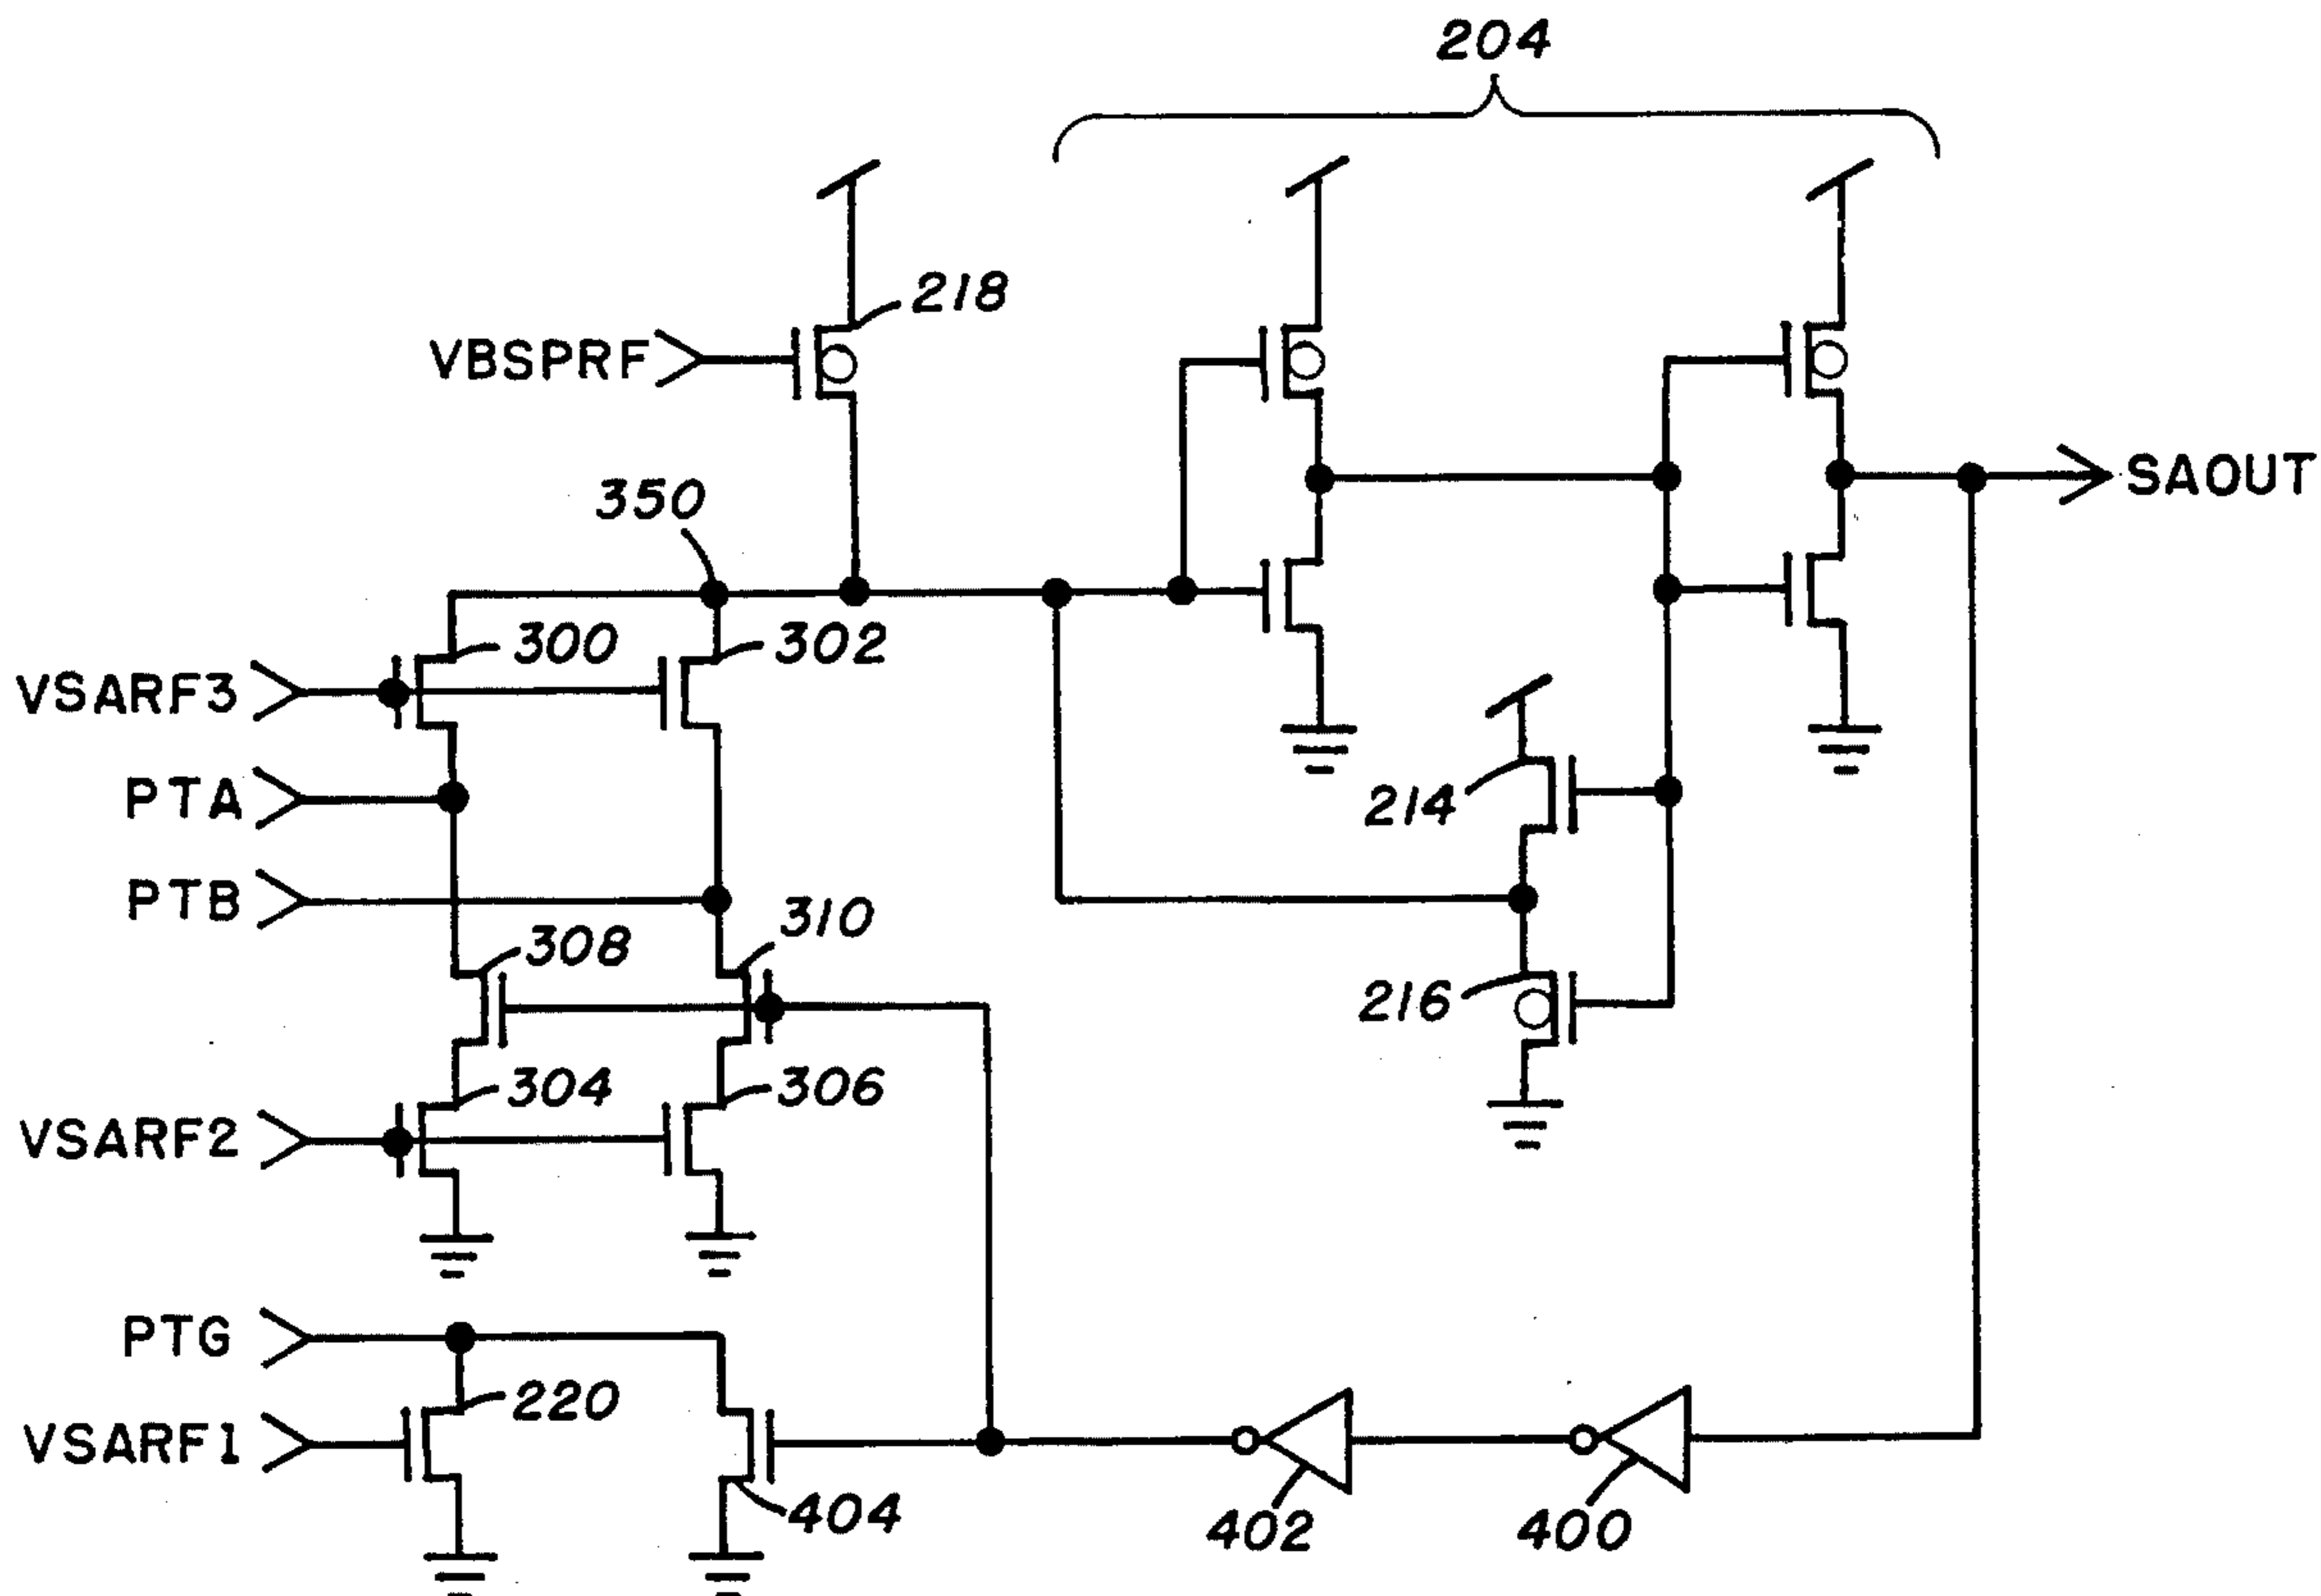 204
218
VBSPRF
350
SAOUT
300
302
VSARF3
214
PTA
PTB
310
308
216
304
306
VSARF2
PTG
220
VSARF1
404
402
400